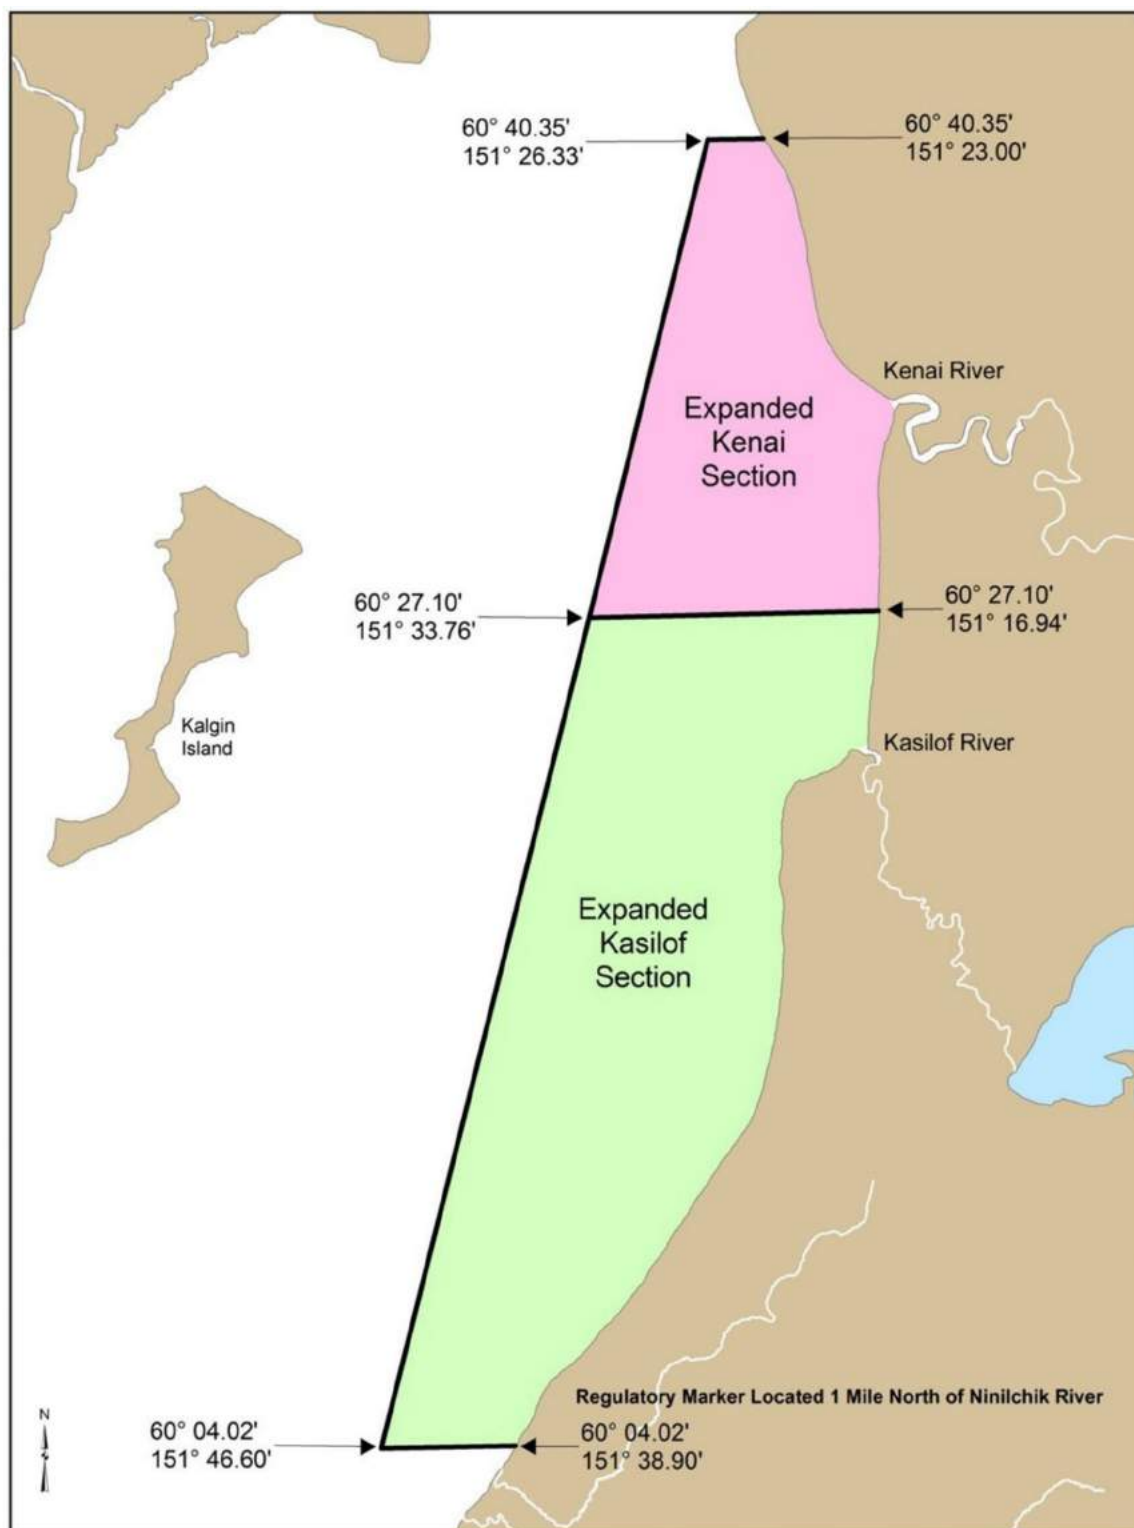 60° 40.35'
151° 26.33'
60° 40.35'
151° 23.00'
Kenai River
Expanded
Kenai
Section
60° 27.10'
151° 33.76'
60° 27.10'
151° 16.94'
Kalgin
Island
Kasilof River
Expanded
Kasilof
Section
Regulatory Marker Located 1 Mile North of Ninilchik River
N
60° 04.02'
151° 46.60'
60° 04.02'
151° 38.90'